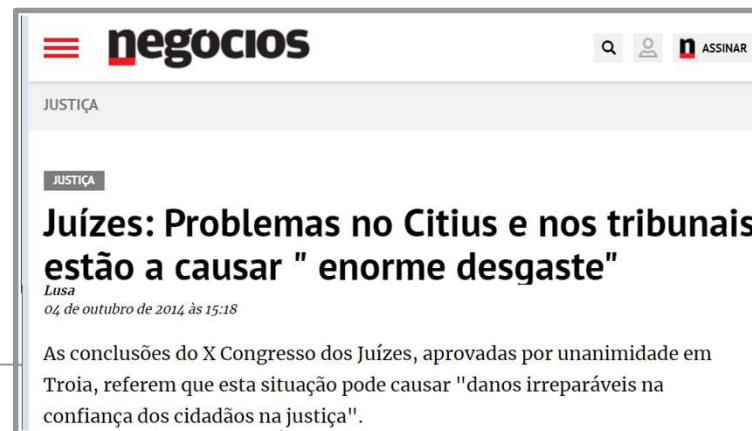 negocios
n ASSINAR
JUSTIÇA
JUSTIÇA
Juízes: Problemas no Citius e nos tribunais
estão a causar " enorme desgaste"
Lusa
04 de outubro de 2014 às 15:18
As conclusões do X Congresso dos Juízes, aprovadas por unanimidade em
Troia, referem que esta situação pode causar "danos irreparáveis na
confiança dos cidadãos na justiça".